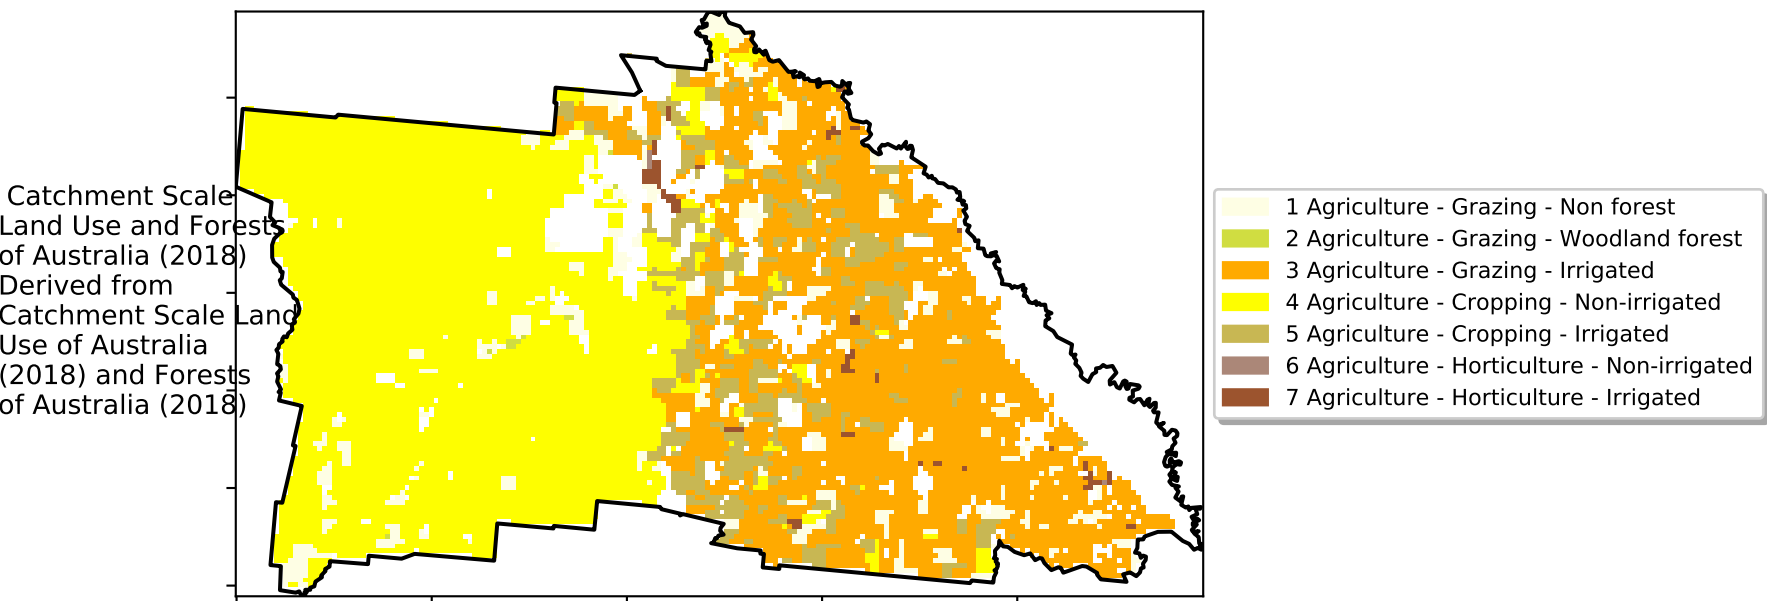 Catchment Scale
Land Use and Forests
of Australia (2018)
Derived from
Catchment Scale Land
Use of Australia
(2018) and Forests
of Australia (2018)
1 Agriculture - Grazing - Non forest
2 Agriculture - Grazing - Woodland forest
3 Agriculture - Grazing - Irrigated
4 Agriculture - Cropping - Non-irrigated
5 Agriculture - Cropping - Irrigated
6 Agriculture - Horticulture - Non-irrigated
7 Agriculture - Horticulture - Irrigated